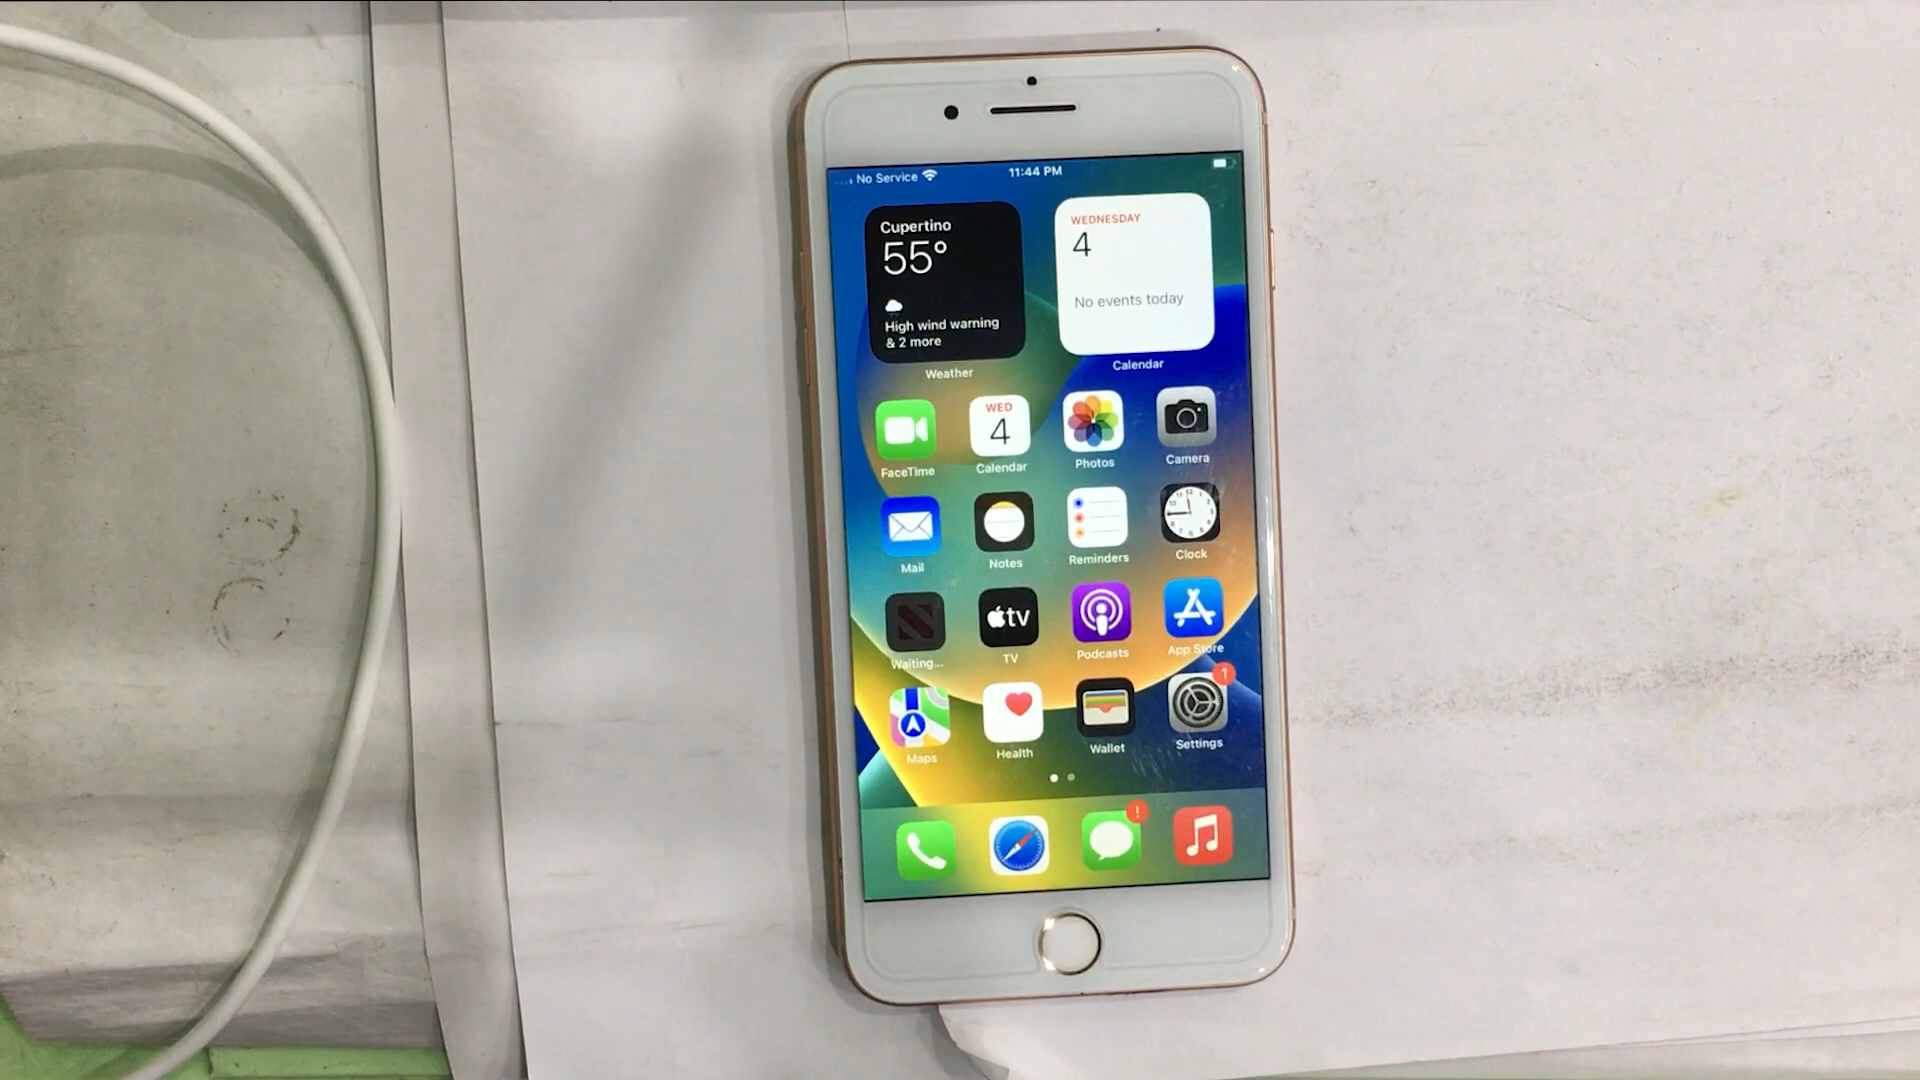 No Service
11:44 PM
Cupertino
55°
High wind warning
& 2 more
Weather
WEDNESDAY
4
No events today
Calendar
FaceTime
WED
4
Calendar
Photos
Camera
Mail
Notes
Reminders
Clock
Waiting...
tv
TV
Podcasts
App Store
Maps
Health
Wallet
1
Settings
!